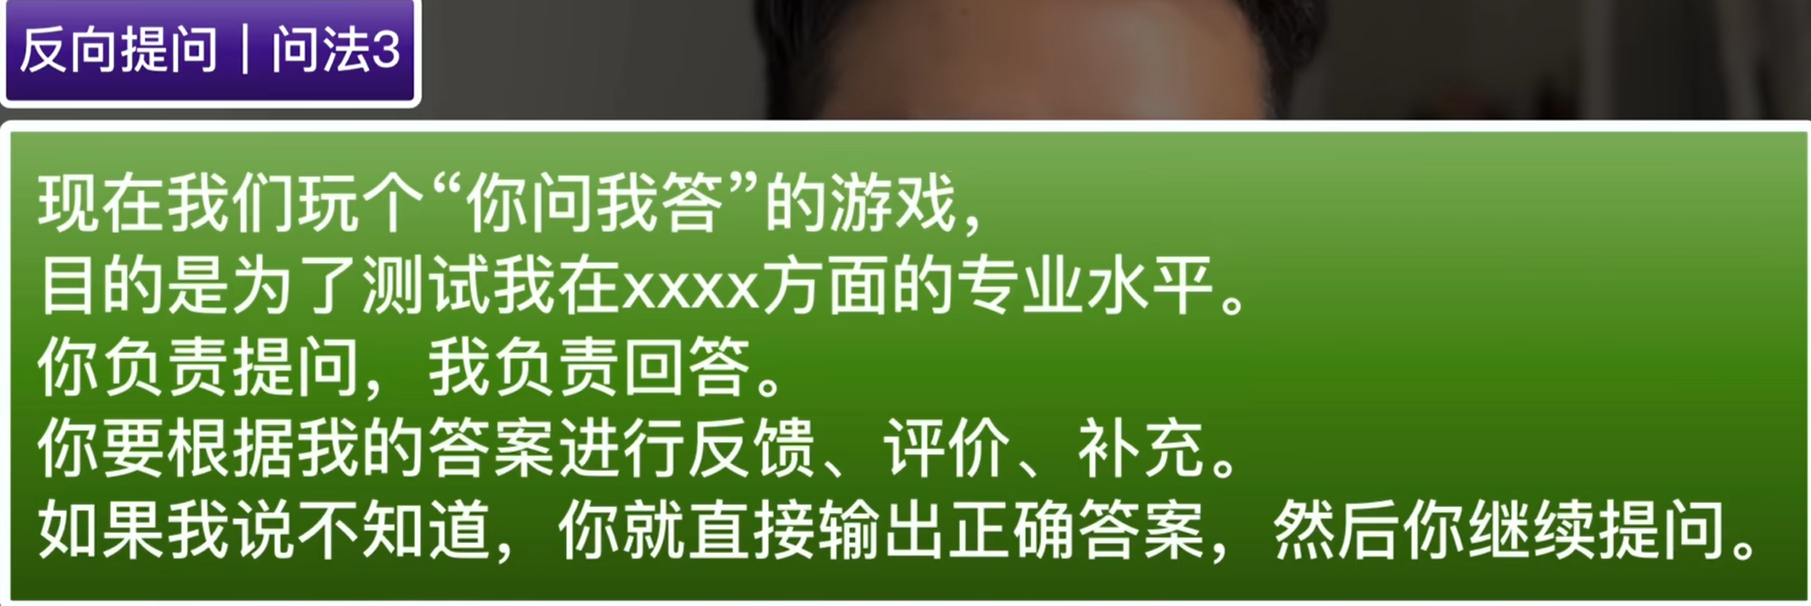 反向提问｜问法3
现在我们玩个“你问我答”的游戏，
目的是为了测试我在xxxx方面的专业水平。
你负责提问，我负责回答。
你要根据我的答案进行反馈、评价、补充。
如果我说不知道，你就直接输出正确答案，然后你继续提问。